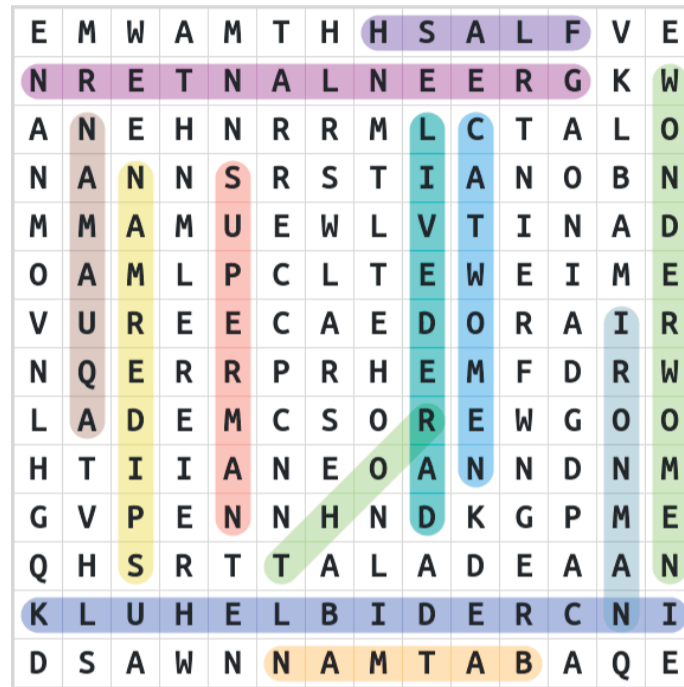 E M W A M T H H S A L F V E
N R E T N A L N E E R G K W
A N E H N R R M L C T A L O
N A N N S R S T I A N O B N
M M A M U E W L V T I N A D
O A M L P C L T E W E I M E
V U R E E C A E D O R A I R
N Q E R R P R H E M F D R W
L A D E M C S O R E W G O O
H T I I A N E O A N N D N M
G V P E N N H N D K G P M E
Q H S R T T A L A D E A A N
K L U H E L B I D E R C N I
D S A W N N A M T A B A Q E